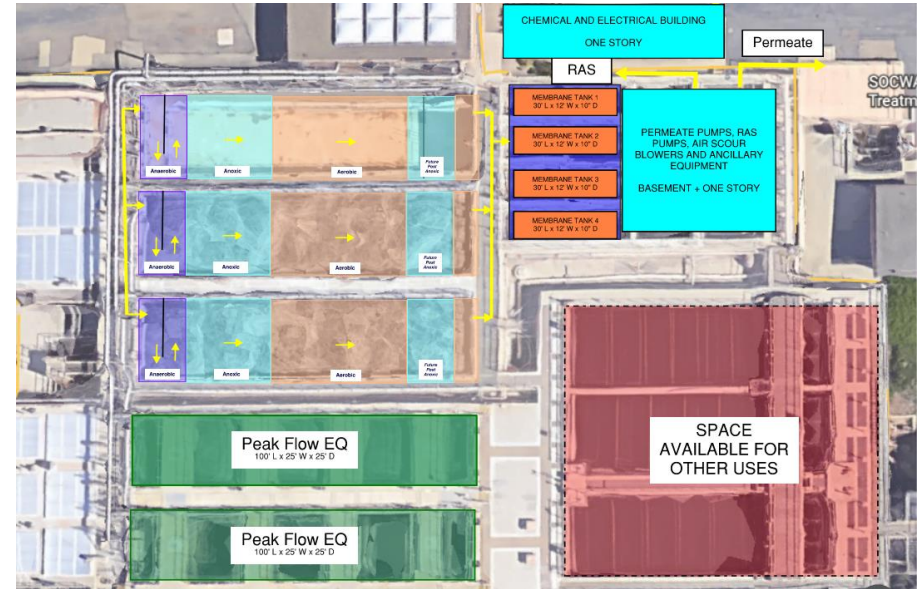 CHEMICAL AND ELECTRICAL BUILDING
ONE STORY
Permeate
RAS
SOCWA
Treatm
MEMBRANE TANK 1
30' L x 12' W x 10" D
MEMBRANE TANK 2
30' L x 12' W x 10" D
MEMBRANE TANK 3
30' L x 12' W x 10" D
MEMBRANE TANK 4
30' L x 12' W x 10" D
PERMEATE PUMPS, RAS
PUMPS, AIR SCOUR
BLOWERS AND ANCILLARY
EQUIPMENT
BASEMENT + ONE STORY
Anaerobic
Anoxic
Aerobic
Future
Post
Anoxic
Anaerobic
Anoxic
Aerobic
Future
Post
Anoxic
Anaerobic
Anoxic
Aerobic
Future
Post
Anoxic
Peak Flow EQ
100' L x 25' W x 25' D
Peak Flow EQ
100' L x 25' W x 25' D
SPACE
AVAILABLE FOR
OTHER USES